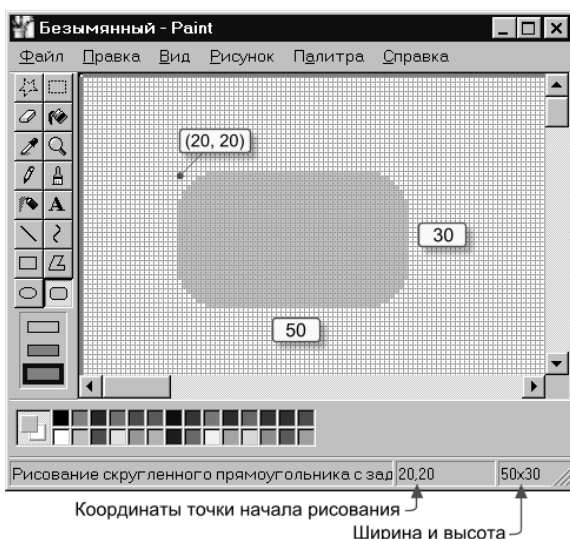 Безымянный - Paint
Файл Правка Вид Рисунок Палитра Справка
(20, 20)
30
50
Рисование скругленного прямоугольника с зад 20,20 50x30
Координаты точки начала рисования
Ширина и высота